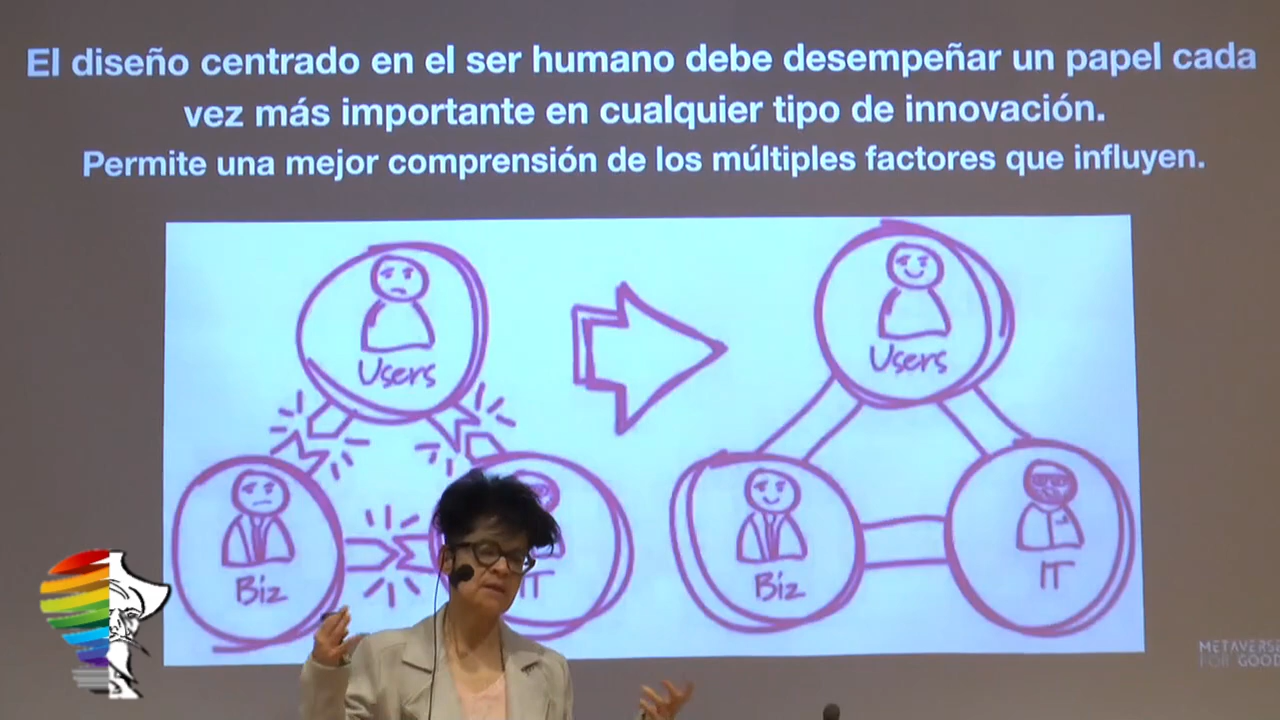 El diseño centrado en el ser humano debe desempeñar un papel cada
vez más importante en cualquier tipo de innovación.
Permite una mejor comprensión de los múltiples factores que influyen.
Users
Users
Biz
IT
Biz
IT
METAVERSE
FOR GOOD